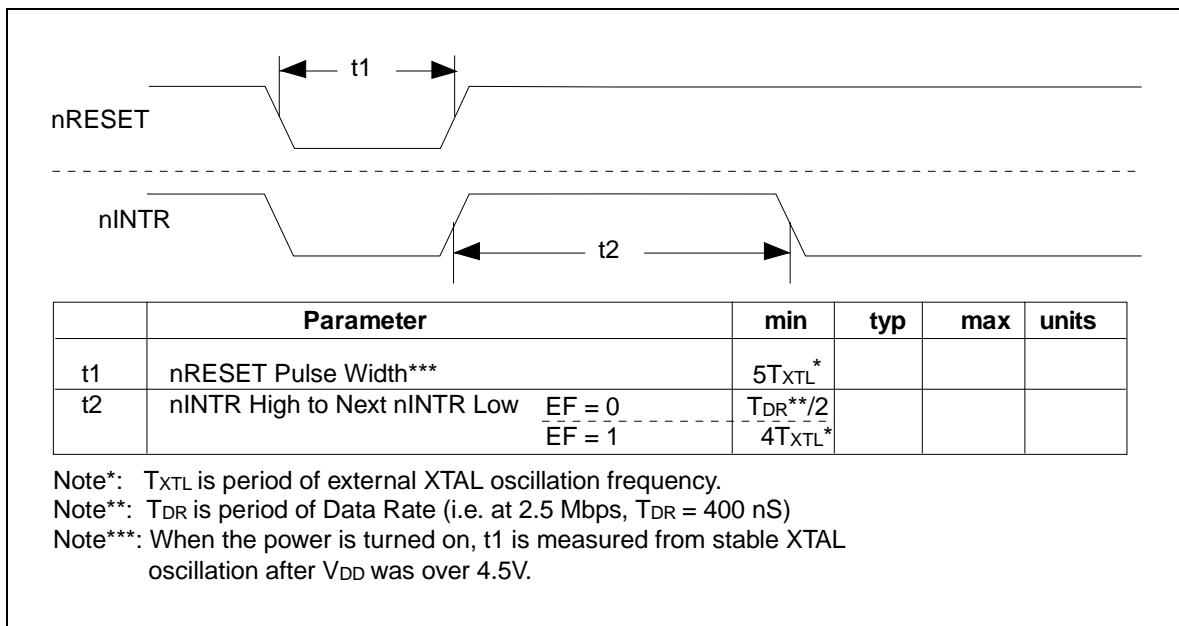 t1
nRESET
nINTR
t2
Parameter min typ max units
t1 nRESET Pulse Width*** 5TXTL*
t2 nINTR High to Next nINTR Low EF = 0 TDR**/2
EF = 1 4TXTL*
Note*: TXTL is period of external XTAL oscillation frequency.
Note**: TDR is period of Data Rate (i.e. at 2.5 Mbps, TDR = 400 nS)
Note***: When the power is turned on, t1 is measured from stable XTAL
oscillation after VDD was over 4.5V.